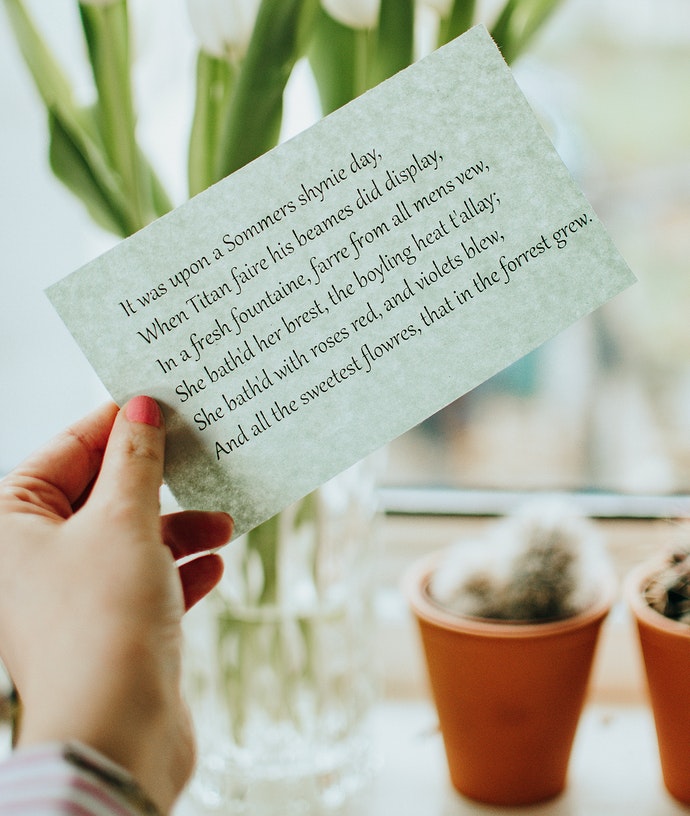 It was upon a Sommers shynie day,
When Titan faire his beames did display,
In a fresh fountaine, farre from all mens vew,
She bath'd her brest, the boyling heat t'allay;
She bath'd with roses red, and violets blew,
And all the sweetest flowres, that in the forrest grew.